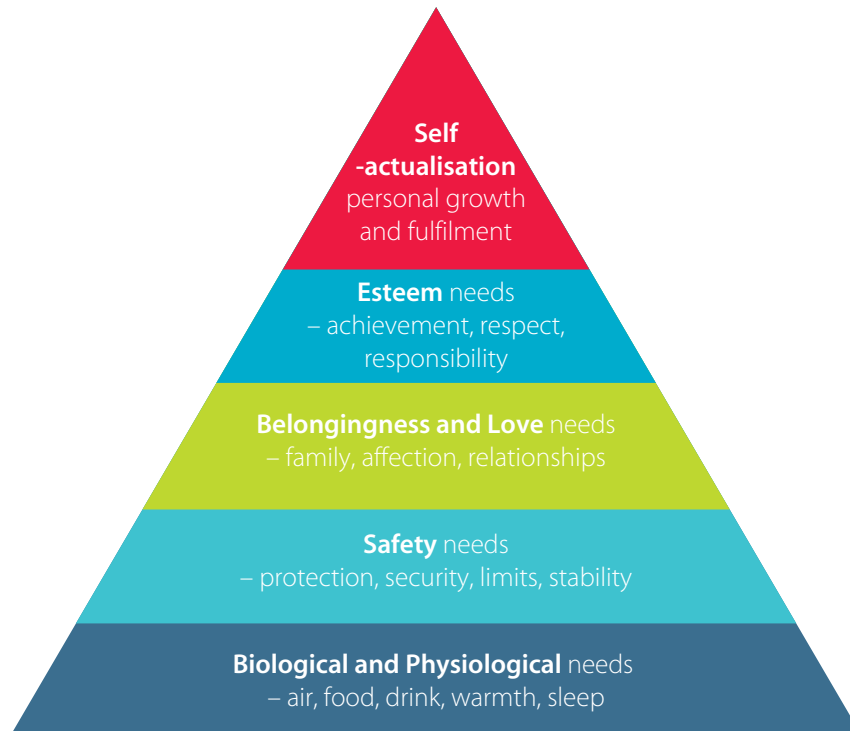 Self
-actualisation
personal growth
and fulfilment
Esteem needs
– achievement, respect,
responsibility
Belongingness and Love needs
– family, affection, relationships
Safety needs
– protection, security, limits, stability
Biological and Physiological needs
– air, food, drink, warmth, sleep